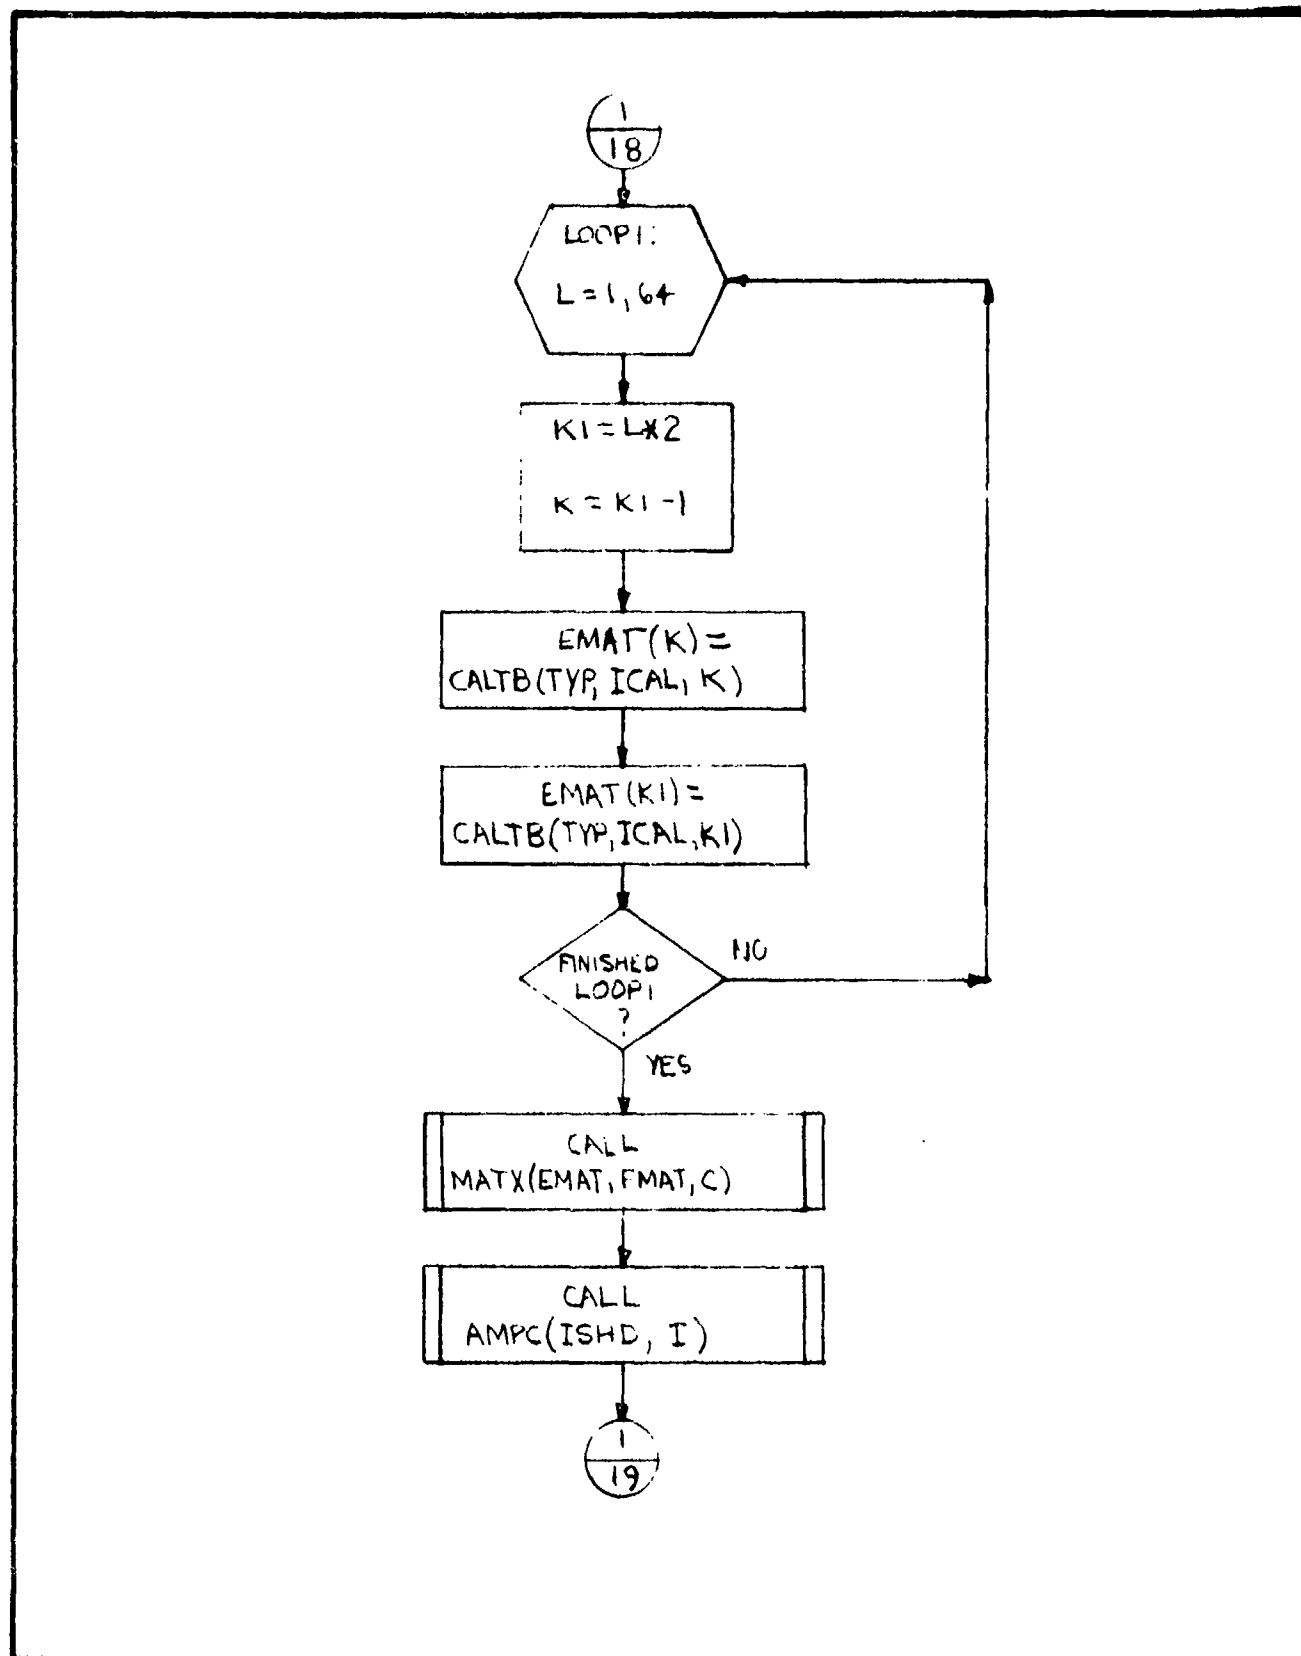 1
18
LOOP1:
L=1,64
K1=L*2
K=K1-1
EMAT(K)=
CALTB(TYP,ICAL,K)
EMAT(K1)=
CALTB(TYP,ICAL,K1)
NO
FINISHED
LOOP1
?
YES
CALL
MATX(EMAT,FMAT,C)
CALL
AMPC(ISHD, I)
1
19